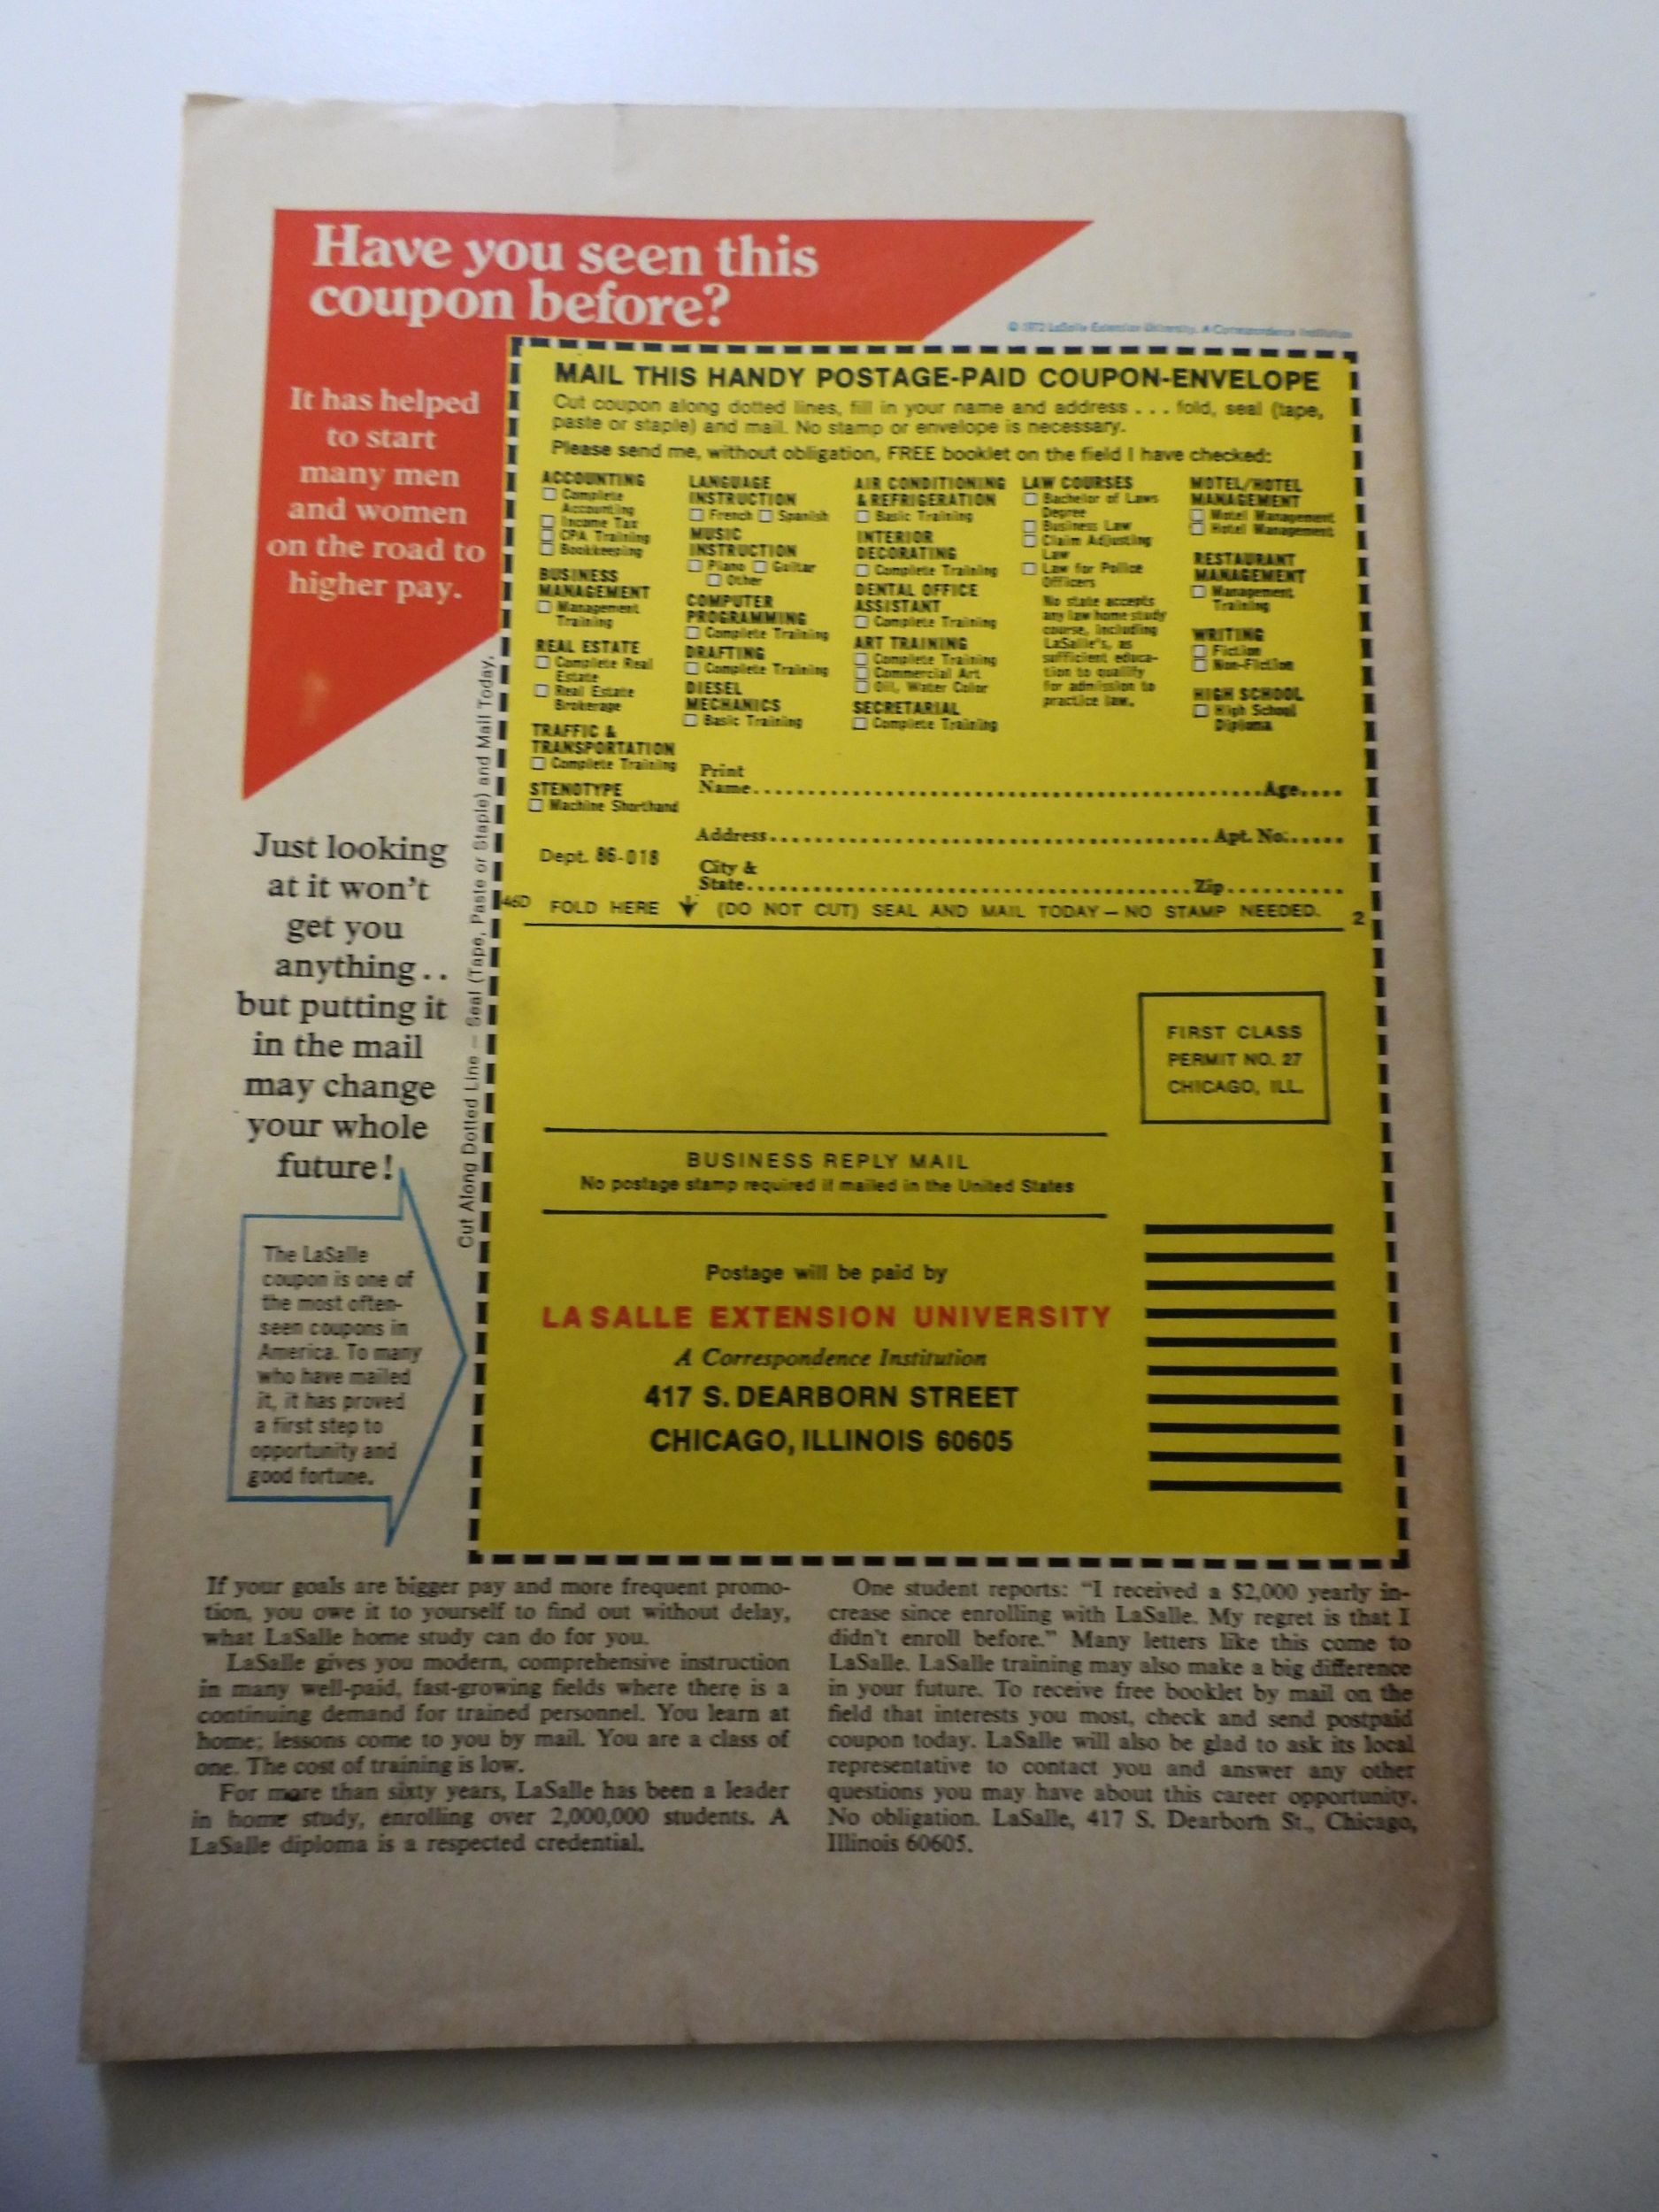 Have you seen this
coupon before?
It has helped
to start
many men
and women
on the road to
higher pay.
© 1972 LaSalle Extension University, A Correspondence Institution
MAIL THIS HANDY POSTAGE-PAID COUPON-ENVELOPE
Cut coupon along dotted lines, fill in your name and address . . . fold, seal (tape,
paste or staple) and mail. No stamp or envelope is necessary.
Please send me, without obligation, FREE booklet on the field I have checked:
ACCOUNTING
Complete
Accounting
Income Tax
CPA Training
Bookkeeping
BUSINESS
MANAGEMENT
Management
Training
REAL ESTATE
Complete Real
Estate
Real Estate
Brokerage
TRAFFIC &
TRANSPORTATION
Complete Training
STENOTYPE
Machine Shorthand
LANGUAGE
INSTRUCTION
French Spanish
MUSIC
INSTRUCTION
Piano Guitar
Other
COMPUTER
PROGRAMMING
Complete Training
DRAFTING
Complete Training
DIESEL
MECHANICS
Basic Training
AIR CONDITIONING
& REFRIGERATION
Basic Training
INTERIOR
DECORATING
Complete Training
DENTAL OFFICE
ASSISTANT
Complete Training
ART TRAINING
Complete Training
Commercial Art
Oil, Water Color
SECRETARIAL
Complete Training
LAW COURSES
Bachelor of Laws
Degree
Business Law
Claim Adjusting
Law
Law for Police
Officers
No state accepts
any law home study
course, including
LaSalle's, as
sufficient educa-
tion to qualify
for admission to
practice law.
MOTEL/HOTEL
MANAGEMENT
Motel Management
Hotel Management
RESTAURANT
MANAGEMENT
Management
Training
WRITING
Fiction
Non-Fiction
HIGH SCHOOL
High School
Diploma
Print
Name.......... Age....
Address.......... Apt. No......
Dept. 86-018
City &
State.......... Zip..........
46D FOLD HERE (DO NOT CUT) SEAL AND MAIL TODAY — NO STAMP NEEDED. 2
Cut Along Dotted Line — Seal (Tape, Paste or Staple) and Mail Today.
Just looking
at it won't
get you
anything . .
but putting it
in the mail
may change
your whole
future!
The LaSalle
coupon is one of
the most often-
seen coupons in
America. To many
who have mailed
it, it has proved
a first step to
opportunity and
good fortune.
FIRST CLASS
PERMIT NO. 27
CHICAGO, ILL.
BUSINESS REPLY MAIL
No postage stamp required if mailed in the United States
Postage will be paid by
LA SALLE EXTENSION UNIVERSITY
A Correspondence Institution
417 S. DEARBORN STREET
CHICAGO, ILLINOIS 60605
If your goals are bigger pay and more frequent promo-
tion, you owe it to yourself to find out without delay,
what LaSalle home study can do for you.
LaSalle gives you modern, comprehensive instruction
in many well-paid, fast-growing fields where there is a
continuing demand for trained personnel. You learn at
home; lessons come to you by mail. You are a class of
one. The cost of training is low.
For more than sixty years, LaSalle has been a leader
in home study, enrolling over 2,000,000 students. A
LaSalle diploma is a respected credential.
One student reports: "I received a $2,000 yearly in-
crease since enrolling with LaSalle. My regret is that I
didn't enroll before." Many letters like this come to
LaSalle. LaSalle training may also make a big difference
in your future. To receive free booklet by mail on the
field that interests you most, check and send postpaid
coupon today. LaSalle will also be glad to ask its local
representative to contact you and answer any other
questions you may have about this career opportunity.
No obligation. LaSalle, 417 S. Dearborn St., Chicago,
Illinois 60605.